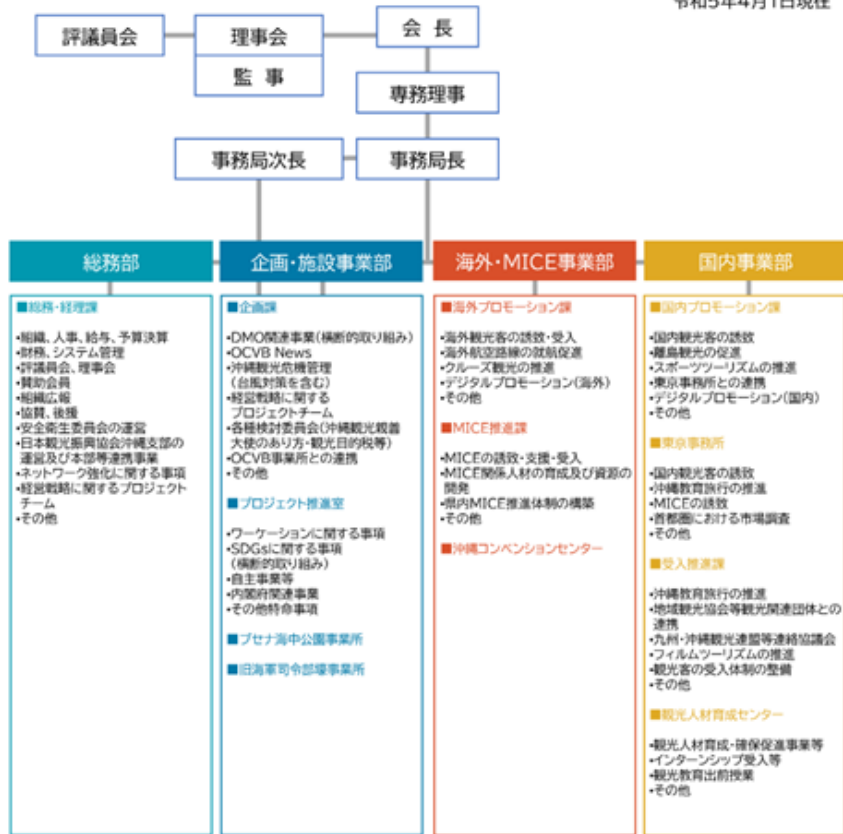 令和5年4月1日現在
評議員会
理事会
監 事
会 長
専務理事
事務局次長
事務局長
総務部
■総務・経理課
•組織、人事、給与、予算決算
•財務、システム管理
•評議員会、理事会
•賛助会員
•組織広報
•協賛、後援
•安全衛生委員会の運営
•日本観光振興協会沖縄支部の
運営及び本部等連携事業
•ネットワーク強化に関する事項
•経営戦略に関するプロジェクト
チーム
•その他
企画・施設事業部
■企画課
•DMO関連事業(横断的取り組み)
•OCVB News
•沖縄観光危機管理
(台風対策を含む)
•経営戦略に関する
プロジェクトチーム
•各種検討委員会(沖縄観光親善
大使のあり方・観光目的税等)
•OCVB事業所との連携
•その他
■プロジェクト推進室
•ワーケーションに関する事項
•SDGsに関する事項
(横断的取り組み)
•自主事業等
•内閣府関連事業
•その他特命事項
■ブセナ海中公園事業所
■旧海軍司令部壕事業所
海外・MICE事業部
■海外プロモーション課
•海外観光客の誘致・受入
•海外航空路線の就航促進
•クルーズ観光の推進
•デジタルプロモーション(海外)
•その他
■MICE推進課
•MICEの誘致・支援・受入
•MICE関係人材の育成及び資源の
開発
•県内MICE推進体制の構築
•その他
■沖縄コンベンションセンター
国内事業部
■国内プロモーション課
•国内観光客の誘致
•離島観光の促進
•スポーツツーリズムの推進
•東京事務所との連携
•デジタルプロモーション(国内)
•その他
■東京事務所
•国内観光客の誘致
•沖縄教育旅行の推進
•MICEの誘致
•首都圏における市場調査
•その他
■受入推進課
•沖縄教育旅行の推進
•地域観光協会等観光関連団体との
連携
•九州・沖縄観光連盟等連絡協議会
•フィルムツーリズムの推進
•観光客の受入体制の整備
•その他
■観光人材育成センター
•観光人材育成・確保促進事業等
•インターンシップ受入等
•観光教育出前授業
•その他